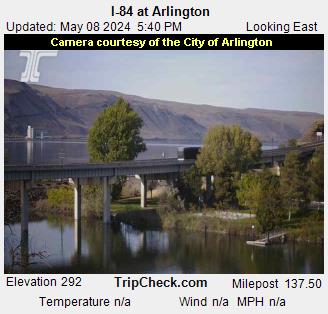 I-84 at Arlington
Updated: May 08 2024 5:40 PM Looking East
Camera courtesy of the City of Arlington
Elevation 292 TripCheck.com Milepost 137.50
Temperature n/a Wind n/a MPH n/a